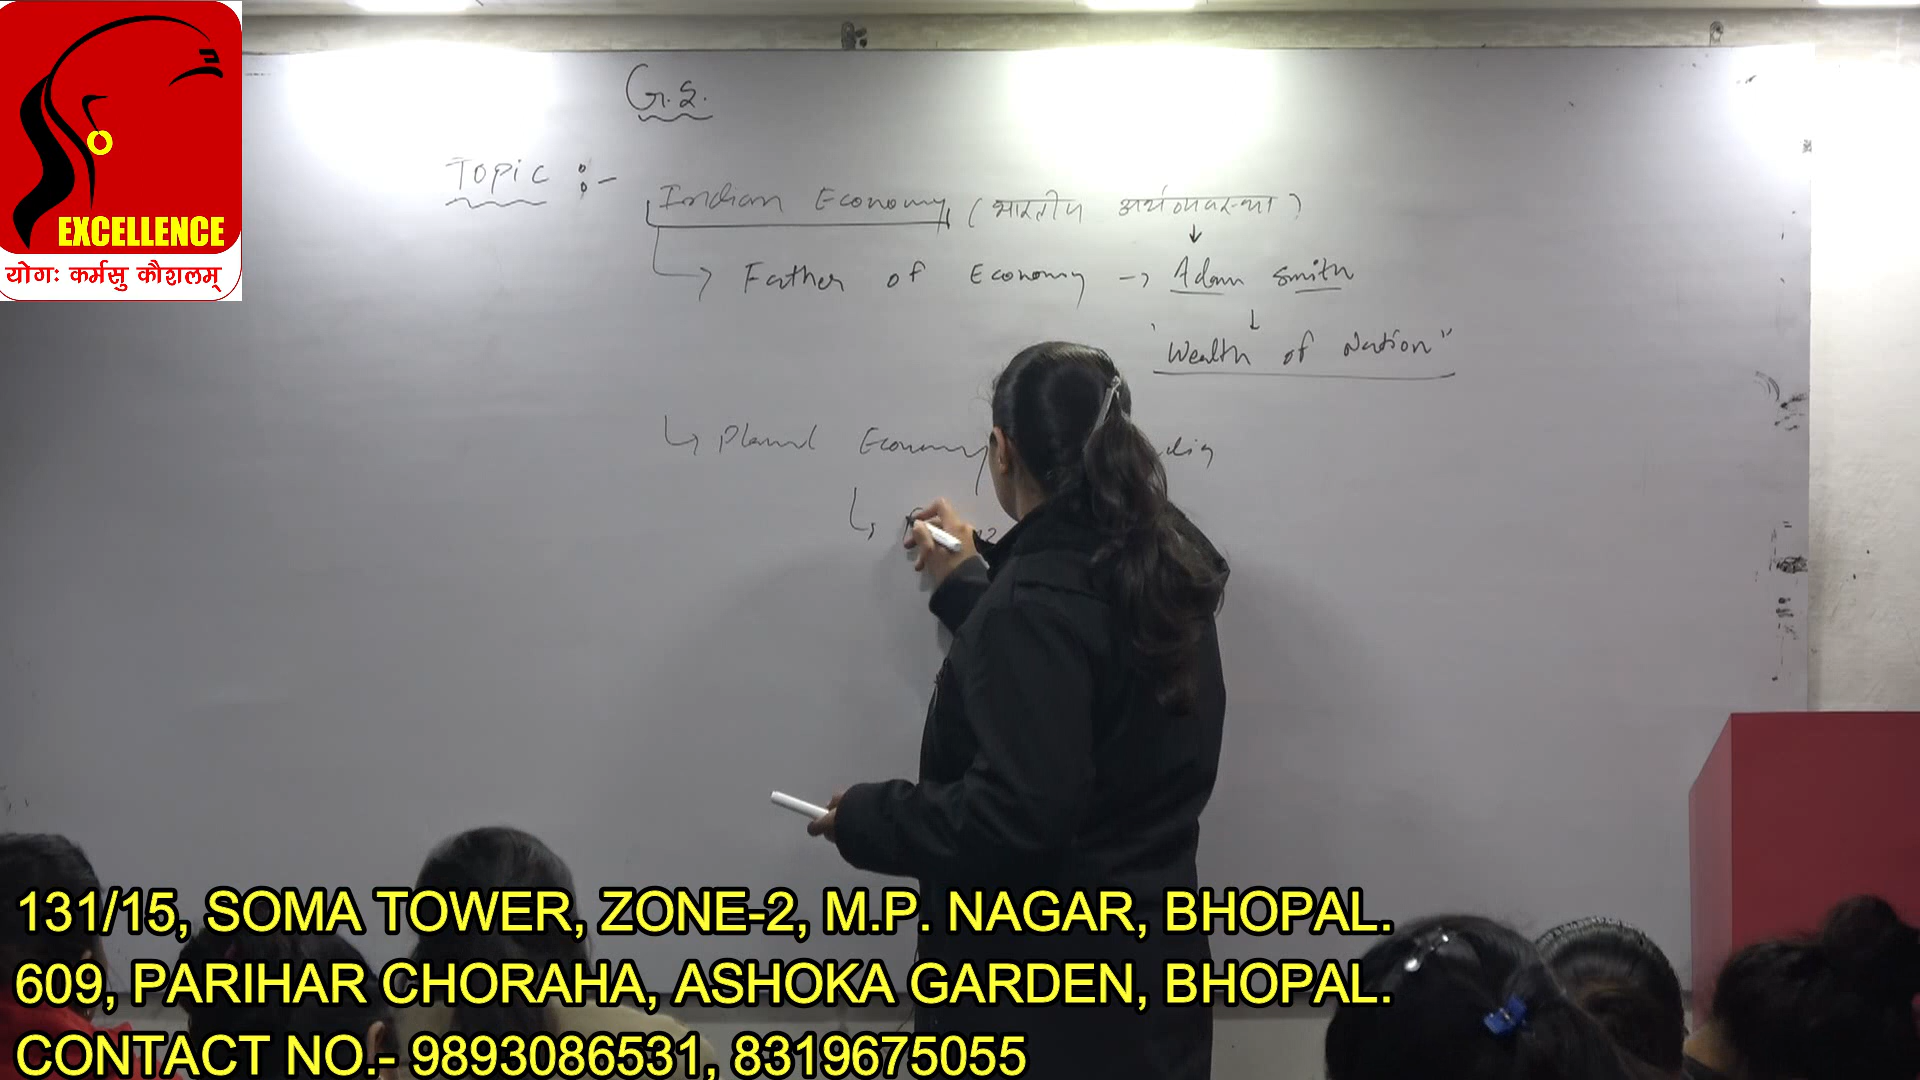 EXCELLENCE
योगः कर्मसु कौशलम्
G.S.
Topic :-
Indian Economy (भारतीय अर्थव्यवस्था)
↓
→ Father of Economy → Adam Smith
↓
"Wealth of Nation"
↳ Economy
131/15, SOMA TOWER, ZONE-2, M.P. NAGAR, BHOPAL.
609, PARIHAR CHORAHA, ASHOKA GARDEN, BHOPAL.
CONTACT NO.- 9893086531, 8319675055